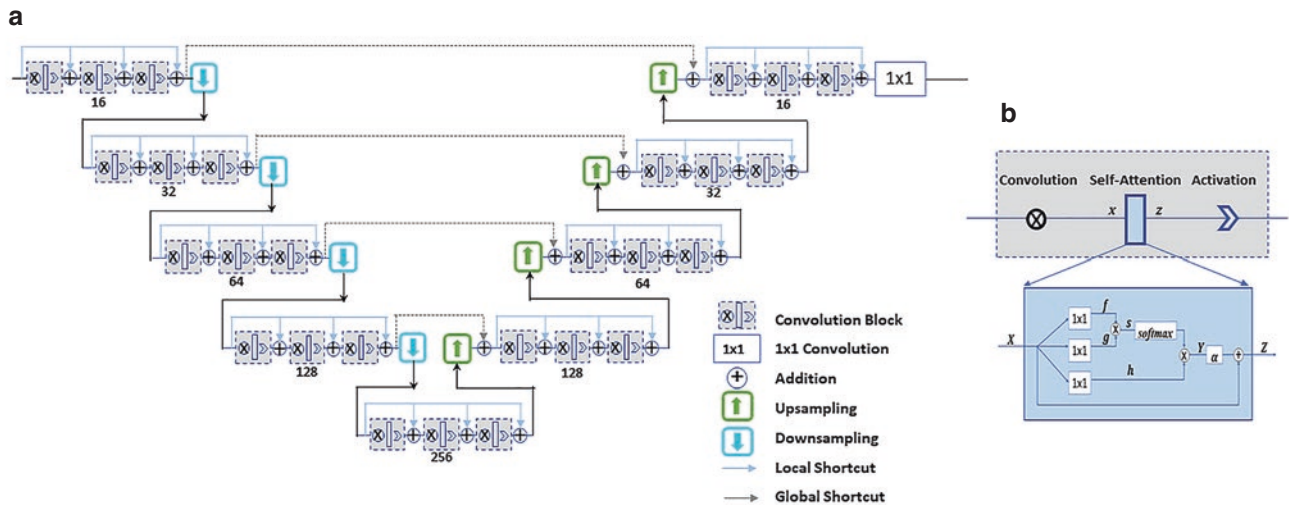 a
16
16
1x1
32
32
64
64
128
128
256
Convolution Block
1x1
1x1 Convolution
Addition
Upsampling
Downsampling
Local Shortcut
Global Shortcut
b
Convolution Self-Attention Activation
x z
f
1x1
s softmax
X 1x1 g Y α Z
1x1 h